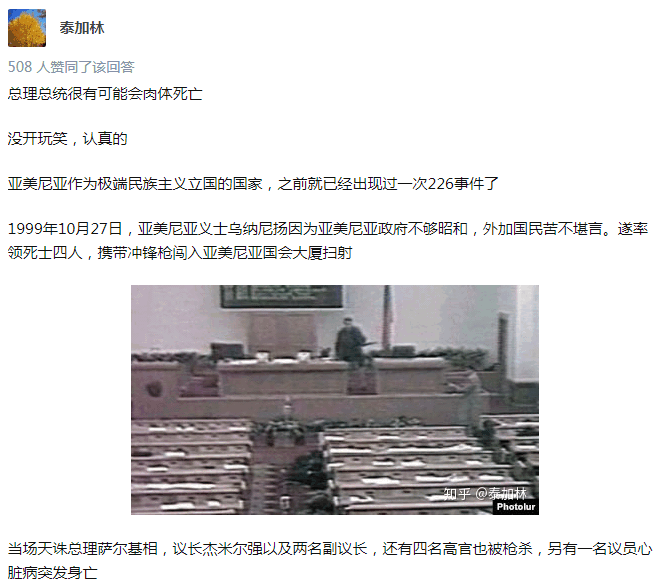 泰加林
508 人赞同了该回答
总理总统很有可能会肉体死亡
没开玩笑，认真的
亚美尼亚作为极端民族主义立国的国家，之前就已经出现过一次226事件了
1999年10月27日，亚美尼亚义士乌纳尼扬因为亚美尼亚政府不够昭和，外加国民苦不堪言。遂率
领死士四人，携带冲锋枪闯入亚美尼亚国会大厦扫射
知乎 @泰加林
Photolur
当场天诛总理萨尔基相，议长杰米尔强以及两名副议长，还有四名高官也被枪杀，另有一名议员心
脏病突发身亡